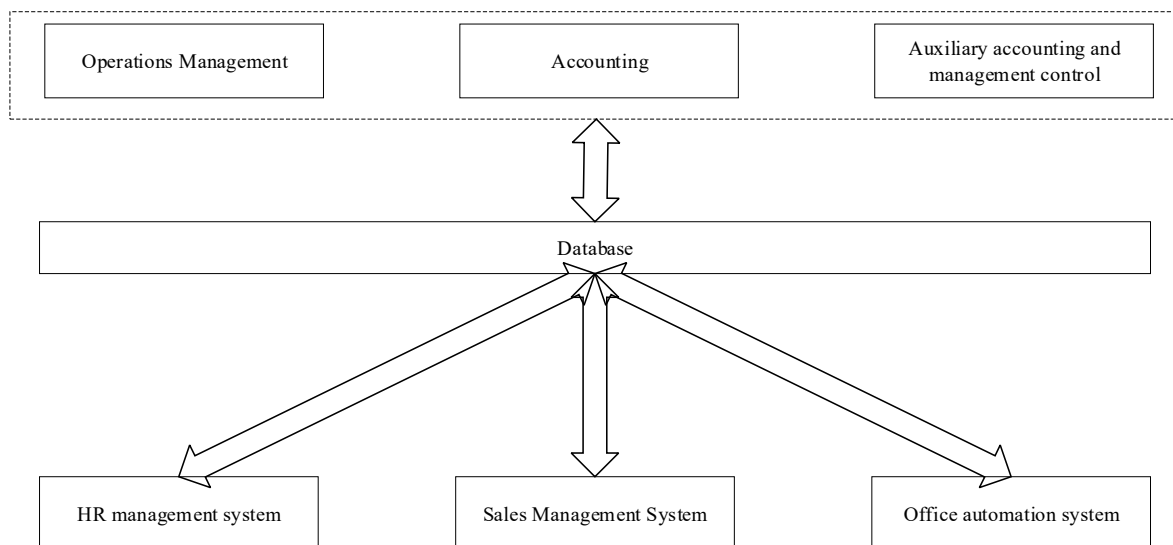 Operations Management
Accounting
Auxiliary accounting and
management control
Database
HR management system
Sales Management System
Office automation system